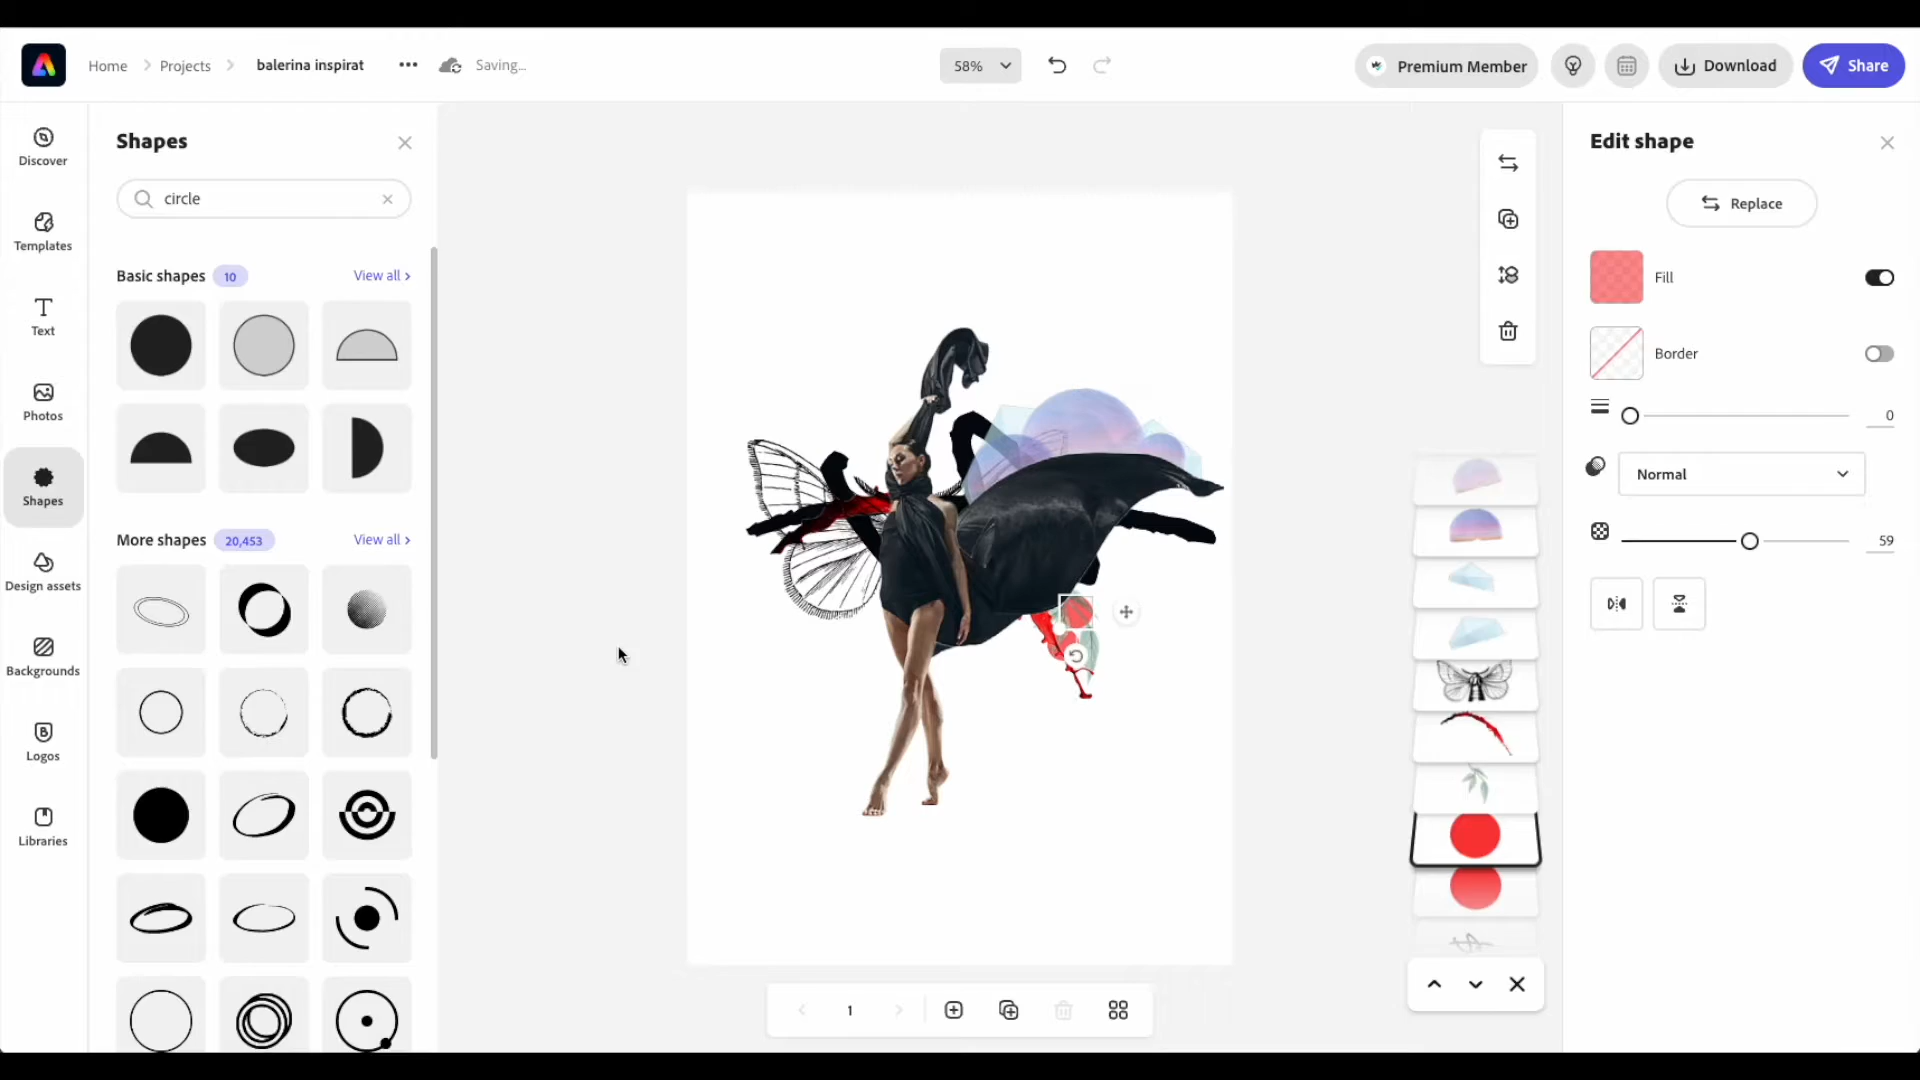 Home
Projects
balerina inspirat
Saving...
58%
Premium Member
Download
Share
Discover
Templates
Text
Photos
Shapes
Design assets
Backgrounds
Logos
Libraries
Shapes
circle
Basic shapes 10 View all
More shapes 20,453 View all
1
Edit shape
Replace
Fill
Border
0
Normal
59